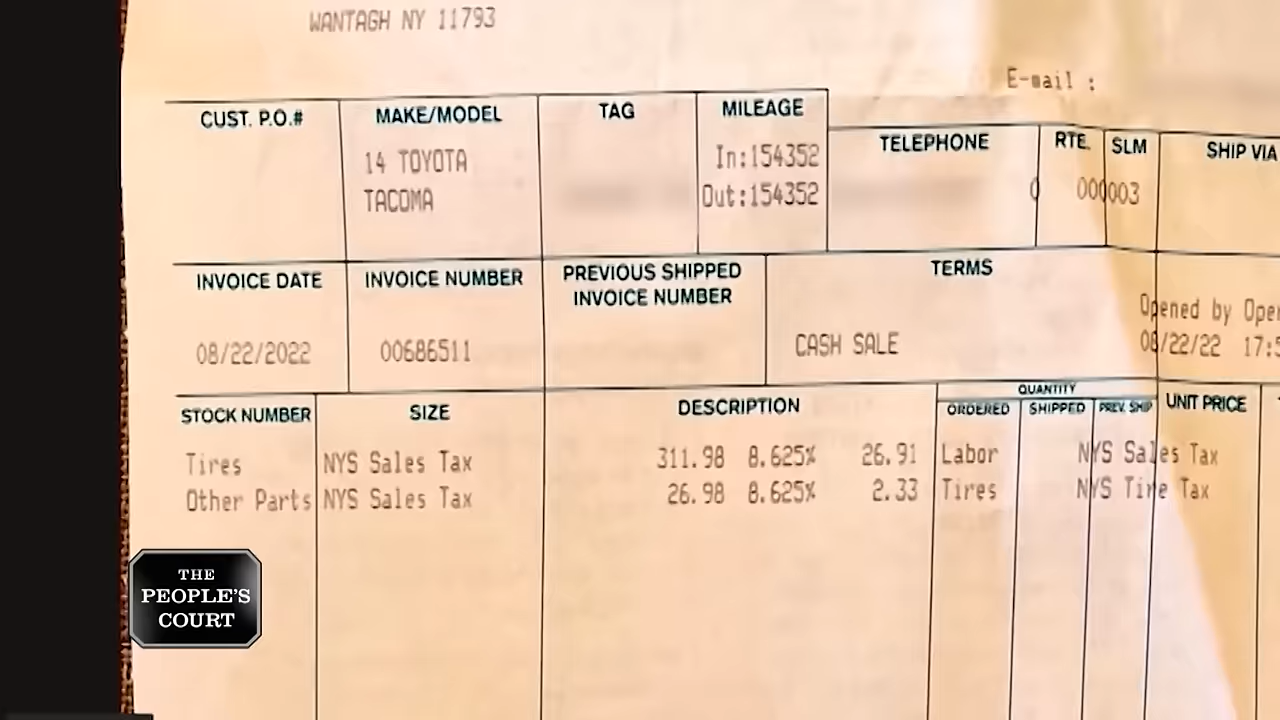 WANTAGH NY 11793
E-mail :
CUST. P.O.# MAKE/MODEL TAG MILEAGE TELEPHONE RTE. SLM SHIP VIA
14 TOYOTA In:154352
TACOMA Out:154352 0 000003
INVOICE DATE INVOICE NUMBER PREVIOUS SHIPPED INVOICE NUMBER TERMS
Opened by
08/22/2022 00686511 CASH SALE 08/22/22
QUANTITY
STOCK NUMBER SIZE DESCRIPTION ORDERED SHIPPED PREV. SHIP UNIT PRICE
Tires NYS Sales Tax 311.98 8.625% 26.91 Labor NYS Sales Tax
Other Parts NYS Sales Tax 26.98 8.625% 2.33 Tires NYS Tire Tax
THE
PEOPLE'S
COURT